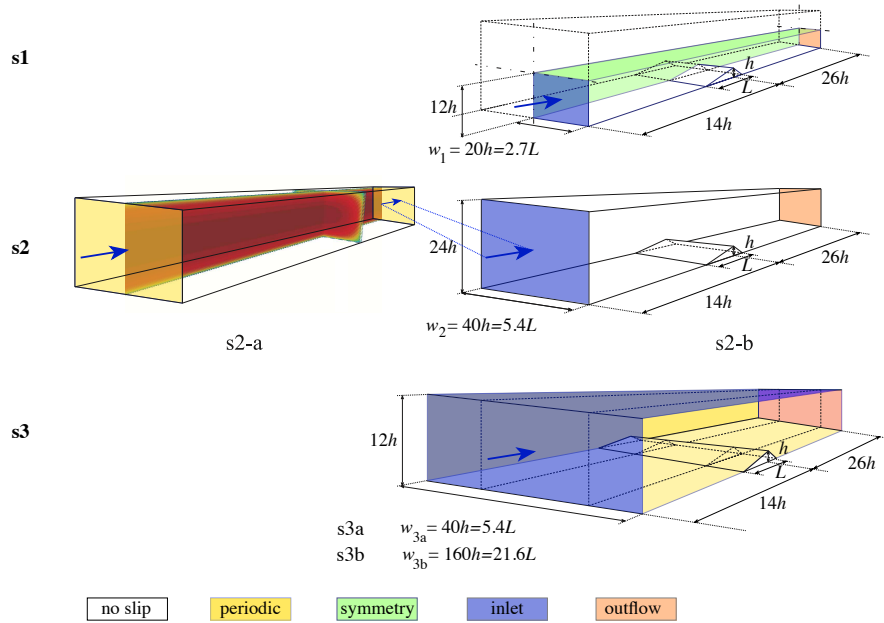 s1
h
L
26h
12h
14h
w1 = 20h=2.7L
s2
24h
h
L
26h
14h
w2 = 40h=5.4L
s2-a
s2-b
s3
12h
h
L
26h
14h
s3a w3a = 40h=5.4L
s3b w3b = 160h=21.6L
no slip
periodic
symmetry
inlet
outflow